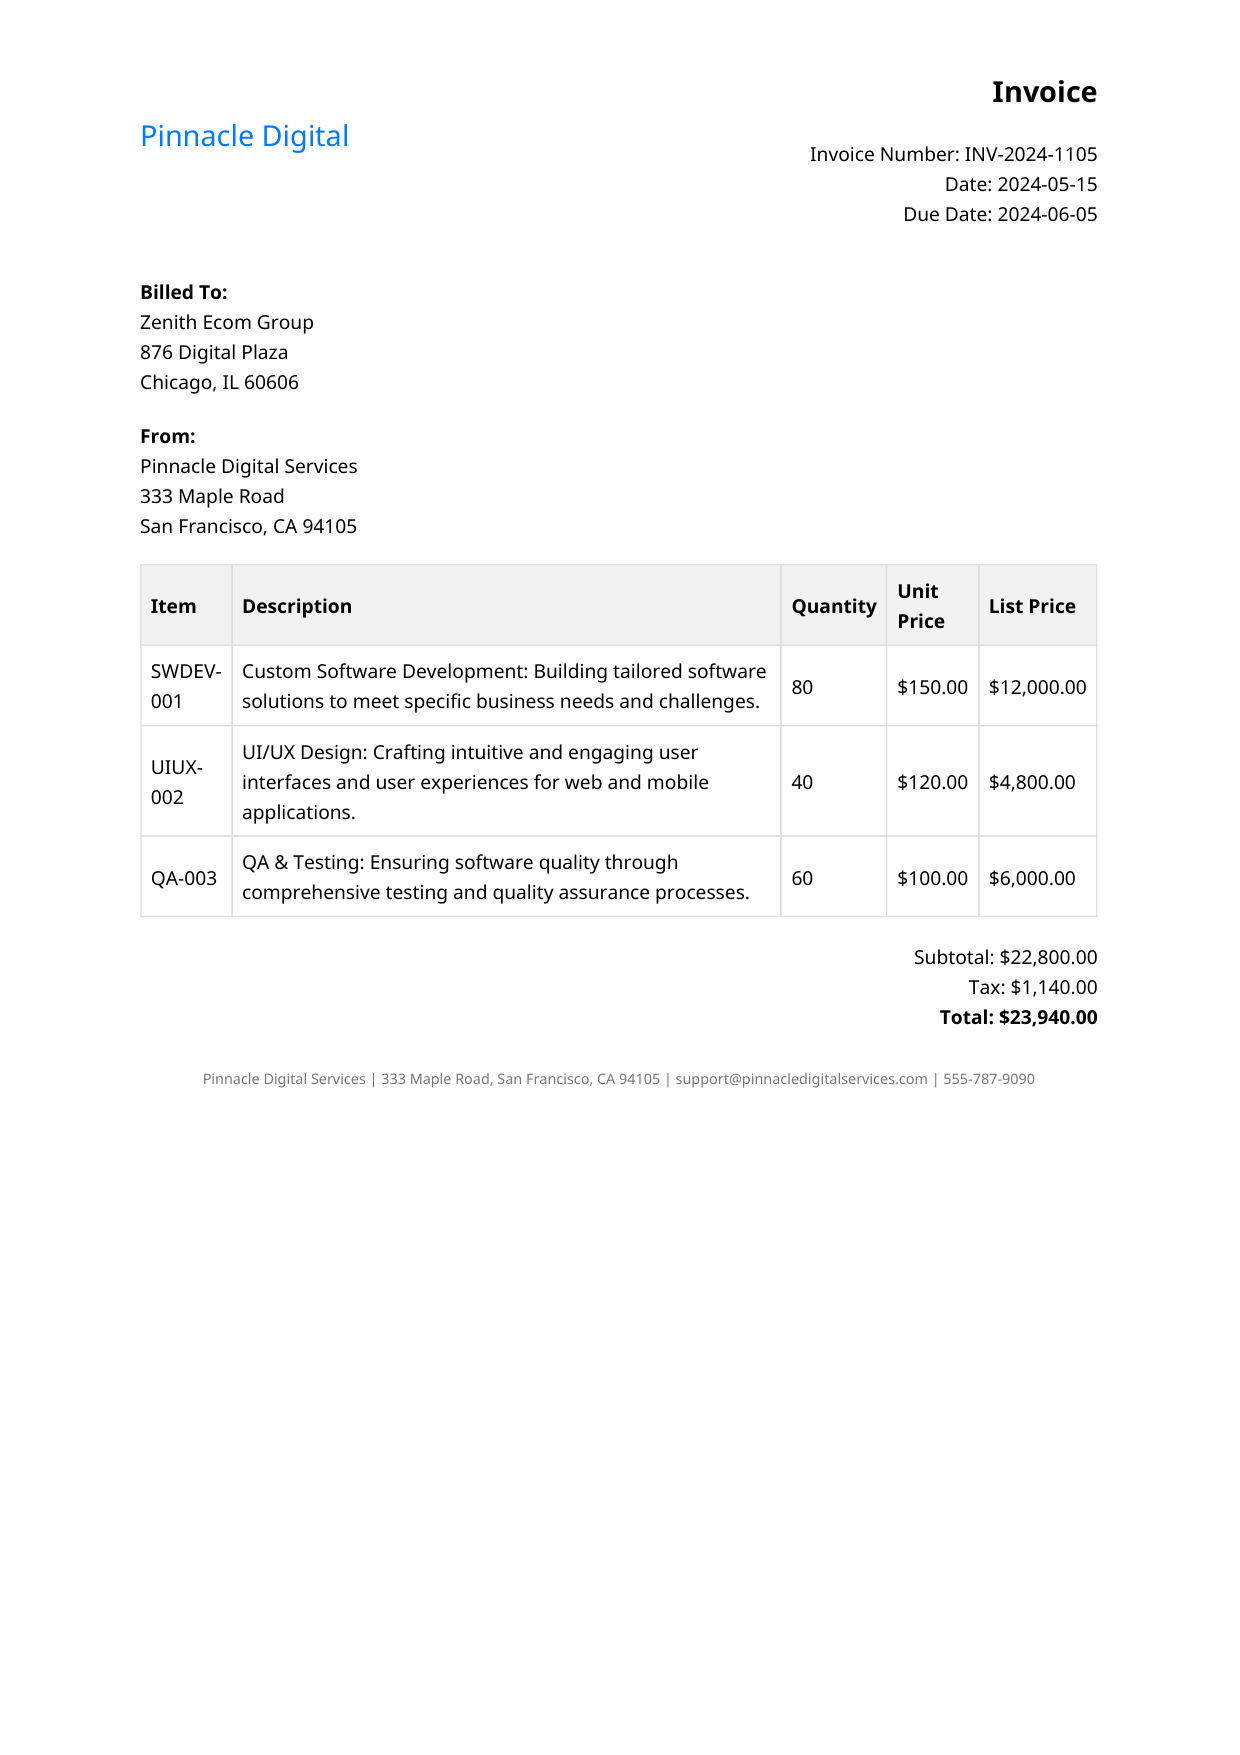 Invoice
Pinnacle Digital
Invoice Number: INV-2024-1105
Date: 2024-05-15
Due Date: 2024-06-05
Billed To:
Zenith Ecom Group
876 Digital Plaza
Chicago, IL 60606
From:
Pinnacle Digital Services
333 Maple Road
San Francisco, CA 94105
Item Description Quantity Unit Price List Price
SWDEV-001 Custom Software Development: Building tailored software
solutions to meet specific business needs and challenges. 80 $150.00 $12,000.00
UIUX-002 UI/UX Design: Crafting intuitive and engaging user
interfaces and user experiences for web and mobile
applications. 40 $120.00 $4,800.00
QA-003 QA & Testing: Ensuring software quality through
comprehensive testing and quality assurance processes. 60 $100.00 $6,000.00
Subtotal: $22,800.00
Tax: $1,140.00
Total: $23,940.00
Pinnacle Digital Services | 333 Maple Road, San Francisco, CA 94105 | support@pinnacledigitalservices.com | 555-787-9090